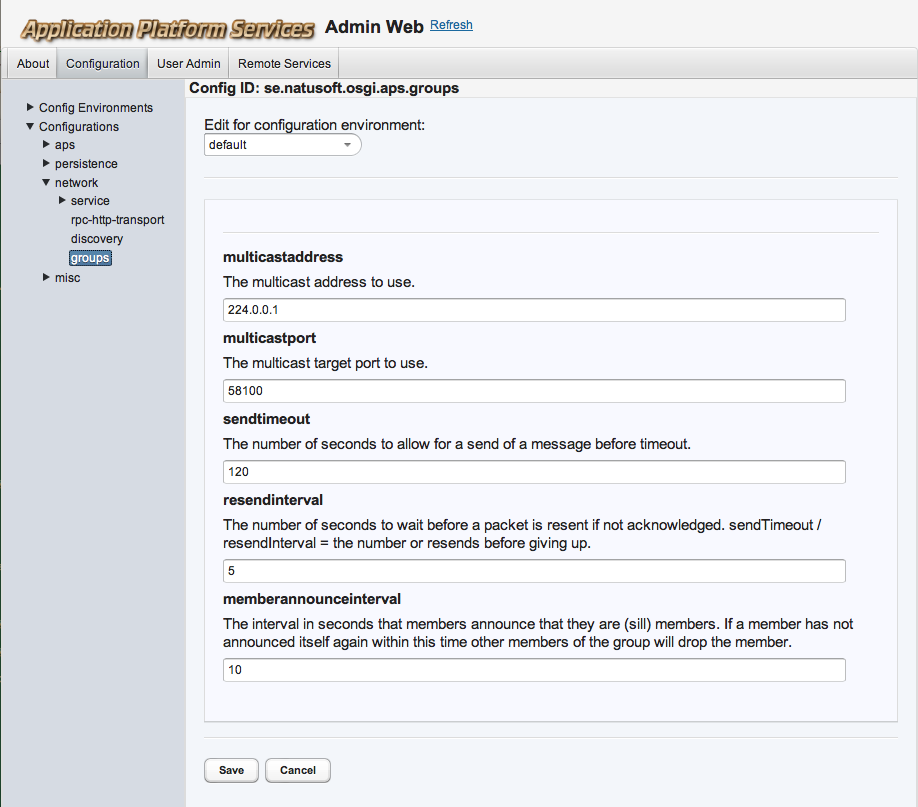 Application Platform Services Admin Web Refresh
About Configuration User Admin Remote Services
Config Environments
Configurations
aps
persistence
network
service
rpc-http-transport
discovery
groups
misc
Config ID: se.natusoft.osgi.aps.groups
Edit for configuration environment:
default
multicastaddress
The multicast address to use.
224.0.0.1
multicastport
The multicast target port to use.
58100
sendtimeout
The number of seconds to allow for a send of a message before timeout.
120
resendinterval
The number of seconds to wait before a packet is resent if not acknowledged. sendTimeout /
resendInterval = the number or resends before giving up.
5
memberannounceinterval
The interval in seconds that members announce that they are (sill) members. If a member has not
announced itself again within this time other members of the group will drop the member.
10
Save Cancel